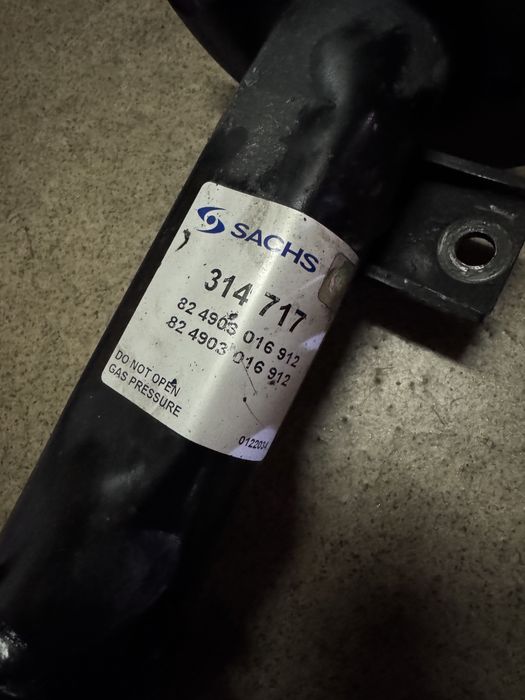 SACHS
314 717
82 4903 016 912
82 4903 016 912
DO NOT OPEN
GAS PRESSURE